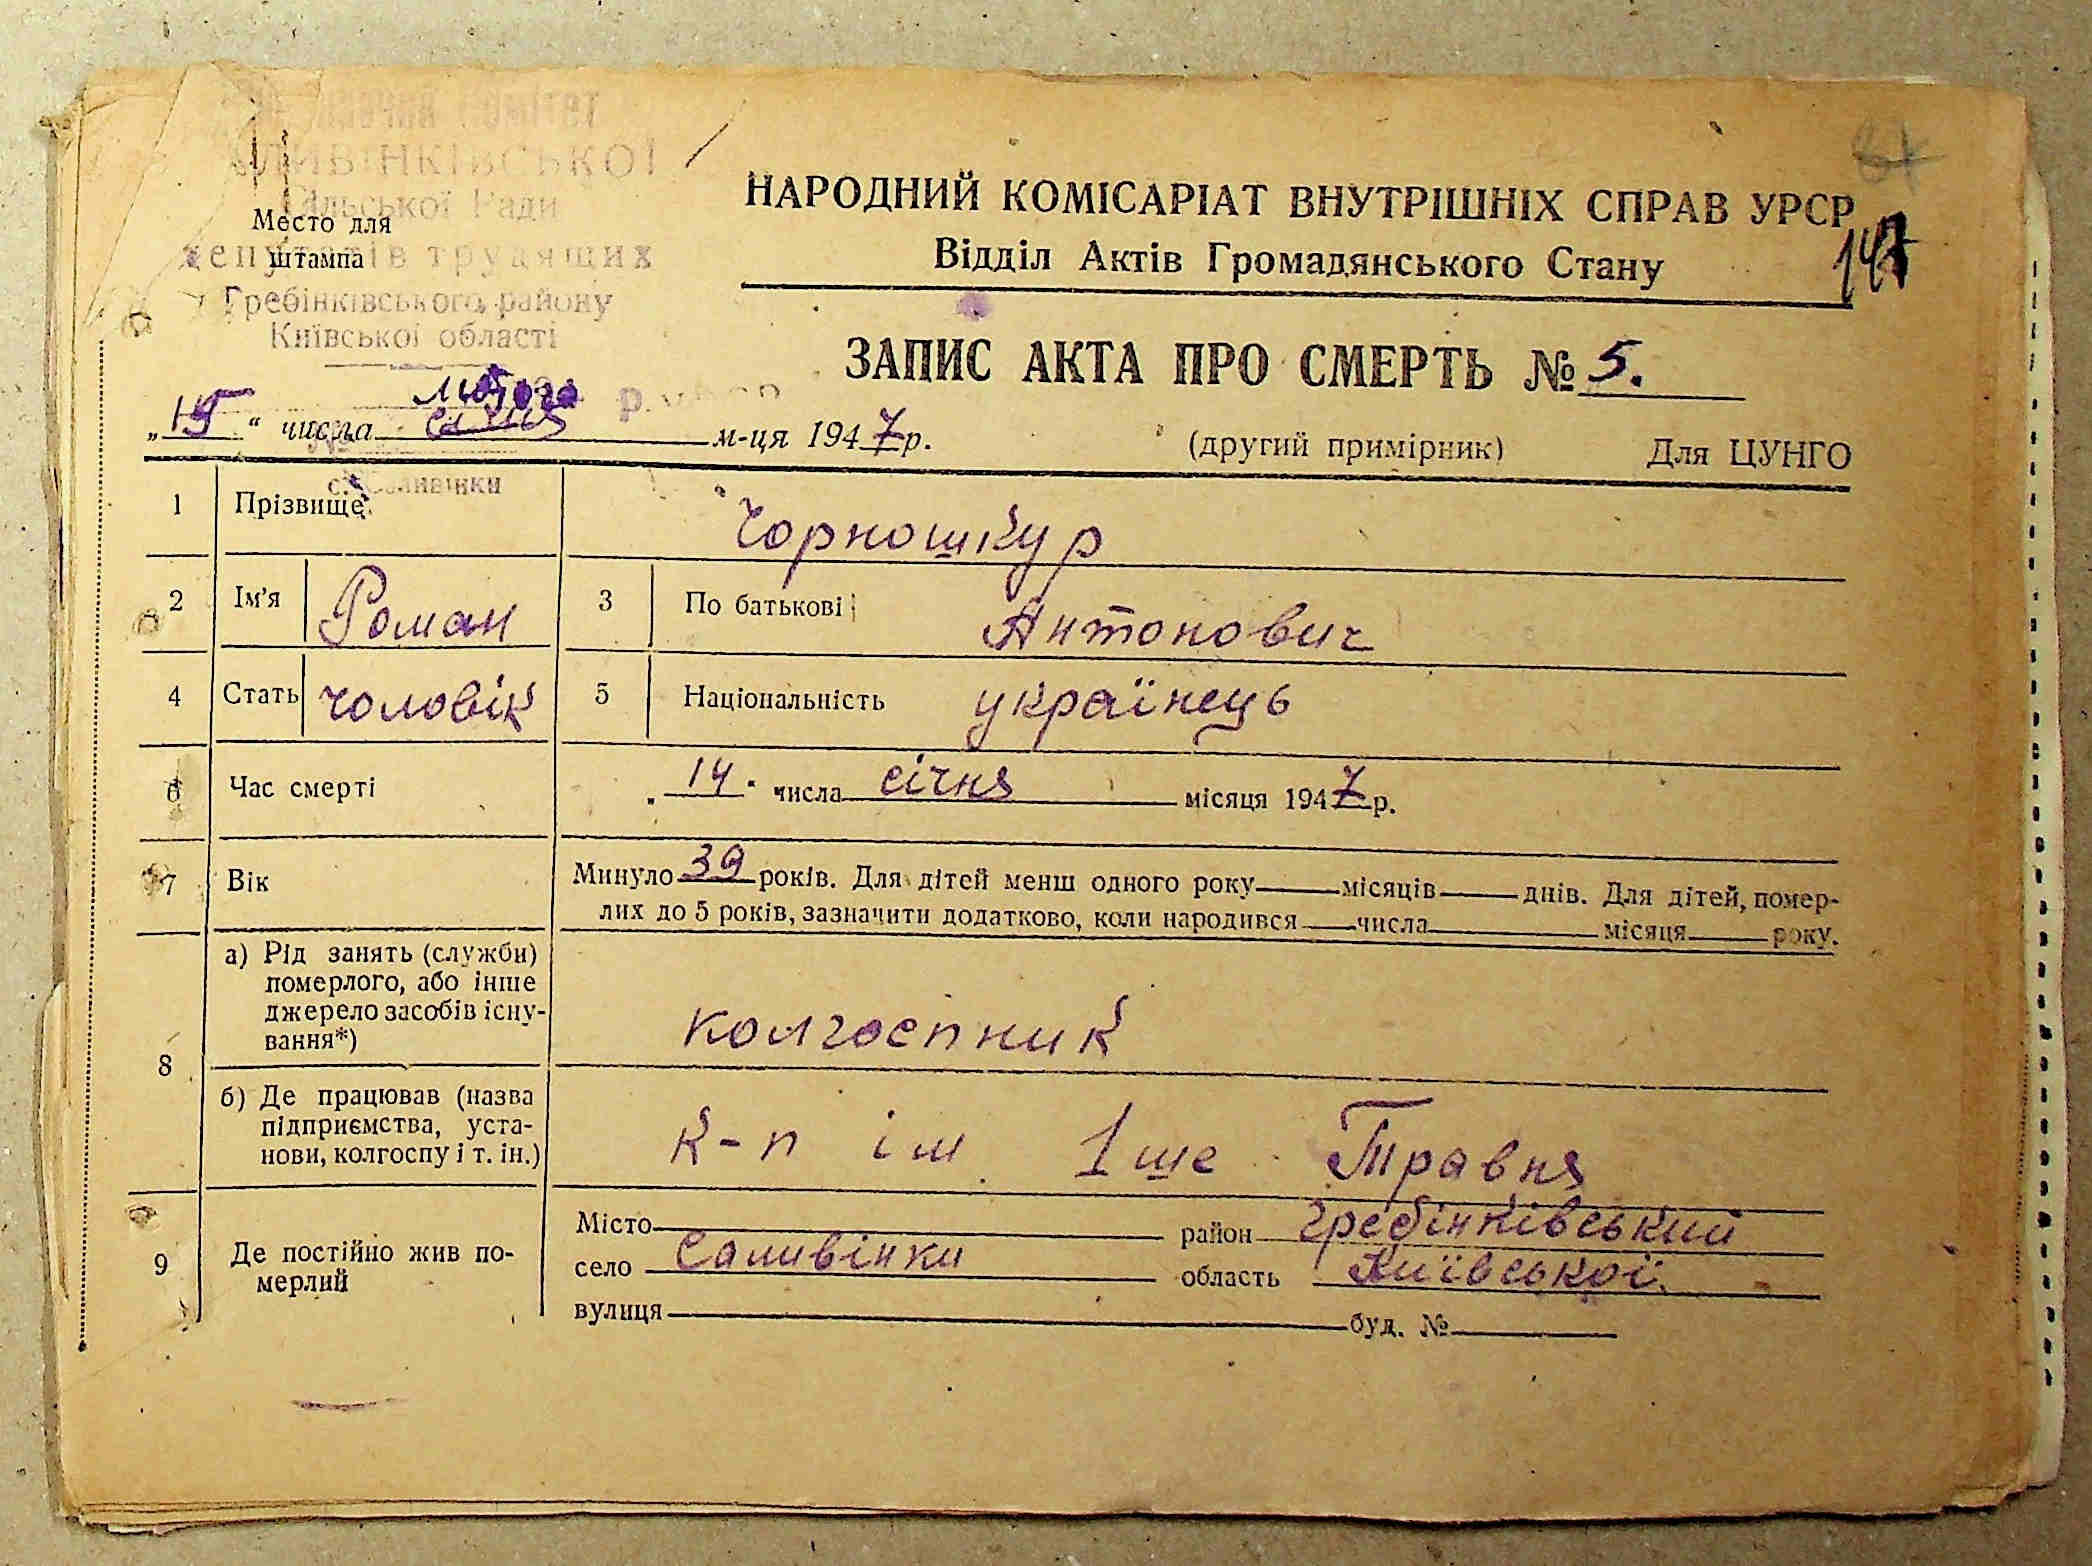 СЛИВІНКІВСЬКОЇ
Сільської Ради
Место для
депутатів трудящих
штампа
Гребінківського району
Київської області
НАРОДНИЙ КОМІСАРІАТ ВНУТРІШНІХ СПРАВ УРСР
147
Відділ Актів Громадянського Стану
ЗАПИС АКТА ПРО СМЕРТЬ № 5.
лютого
„15“ числа січня м-ця 1947 р. (другий примірник) Для ЦУНГО
1 Прізвище Чорношкур
2 Ім'я Роман 3 По батькові Антонович
4 Стать чоловік 5 Національність українець
6 Час смерті „14“ числа січня місяця 1947 р.
7 Вік Минуло 39 років. Для дітей менш одного року місяців днів. Для дітей, помер-
лих до 5 років, зазначити додатково, коли народився числа місяця року.
8 а) Рід занять (служби)
померлого, або інше
джерело засобів існу-
вання*)
колгоспник
б) Де працював (назва
підприємства, уста-
нови, колгоспу і т. ін.)
к-п ім 1ше Травня
9 Де постійно жив по-
мерлий
Місто район Гребінківський
село Саливінки область Київської
вулиця буд. №